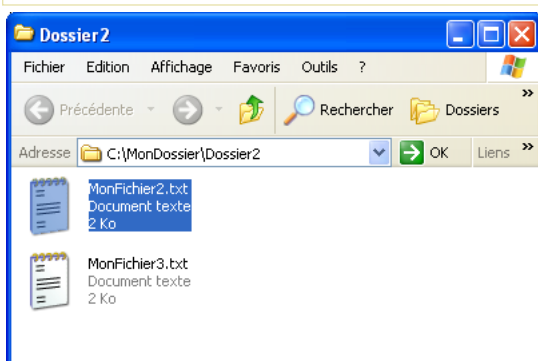 Dossier2
Fichier Edition Affichage Favoris Outils ?
Précédente Rechercher Dossiers »
Adresse C:\MonDossier\Dossier2 OK Liens »
MonFichier2.txt
Document texte
2 Ko
MonFichier3.txt
Document texte
2 Ko